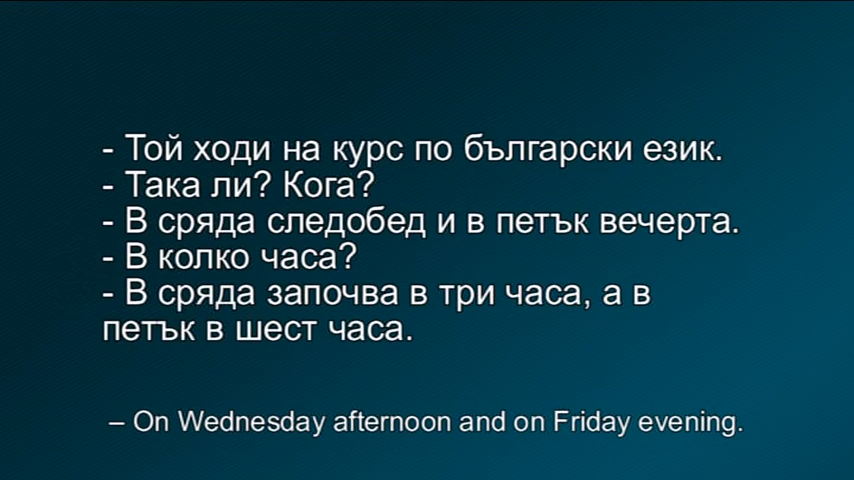 - Той ходи на курс по български език.
- Така ли? Кога?
- В сряда следобед и в петък вечерта.
- В колко часа?
- В сряда започва в три часа, а в
петък в шест часа.
– On Wednesday afternoon and on Friday evening.